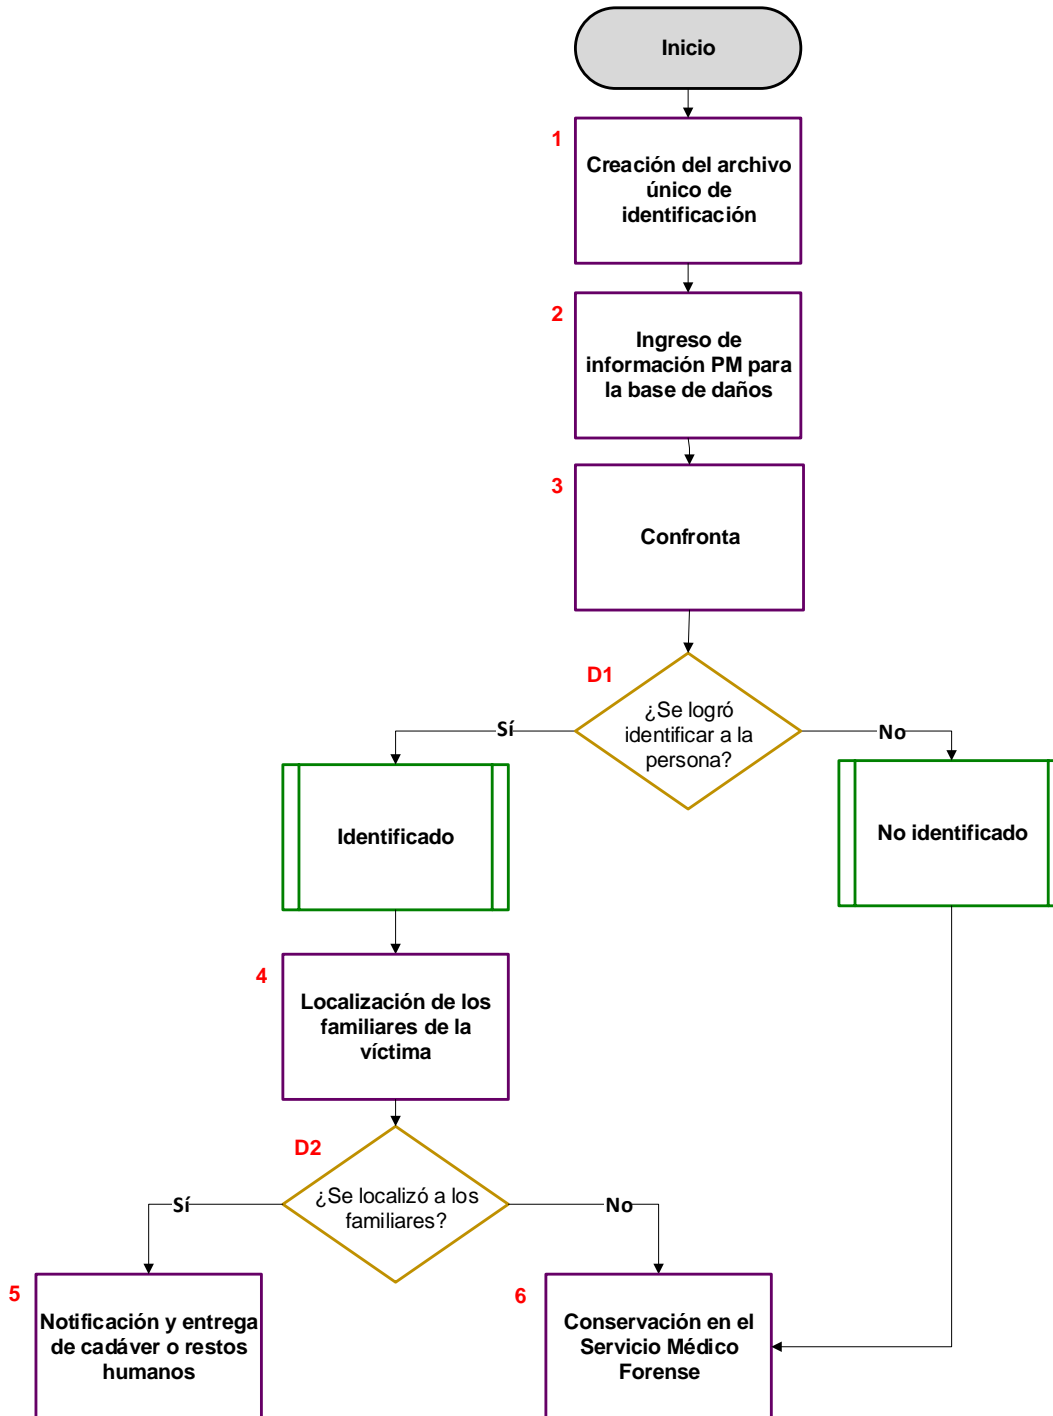 Inicio
1
Creación del archivo
único de
identificación
2
Ingreso de
información PM para
la base de daños
3
Confronta
D1
¿Se logró
identificar a la
persona?
Sí
No
Identificado
No identificado
4
Localización de los
familiares de la
víctima
D2
¿Se localizó a los
familiares?
Sí
No
5
Notificación y entrega
de cadáver o restos
humanos
6
Conservación en el
Servicio Médico
Forense